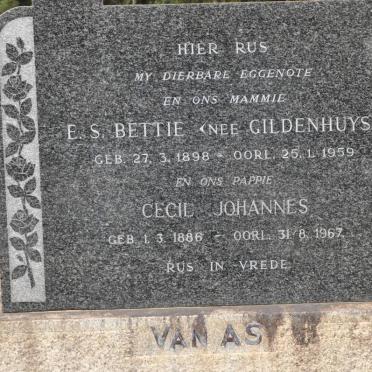 HIER RUS
MY DIERBARE EGGENOTE
EN ONS MAMMIE
E. S. BETTIE (NEE GILDENHUYS
GEB. 27. 3. 1898 - OORL. 25. 1. 1959
EN ONS PAPPIE
CECIL JOHANNES
GEB. 1. 3. 1886 - OORL. 31. 8. 1967
RUS IN VREDE
VAN AS